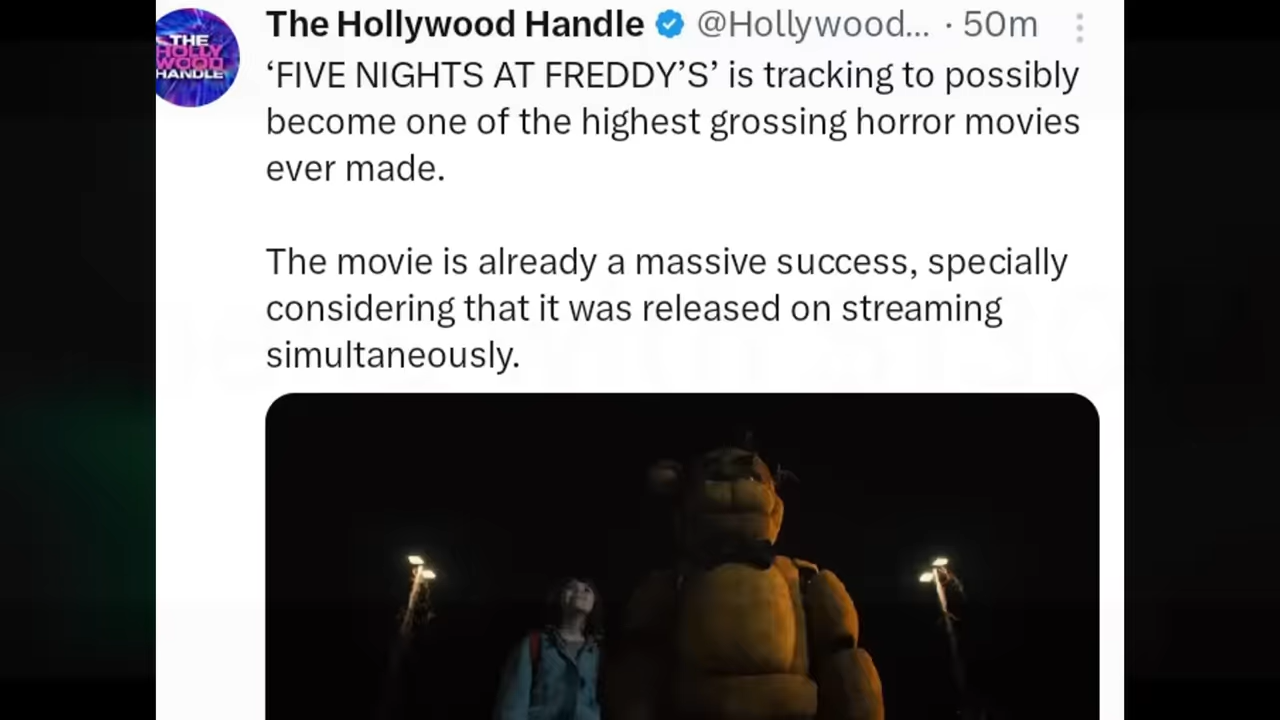 THE
HOLLY
WOOD
HANDLE
The Hollywood Handle @Hollywood... · 50m
‘FIVE NIGHTS AT FREDDY’S’ is tracking to possibly
become one of the highest grossing horror movies
ever made.
The movie is already a massive success, specially
considering that it was released on streaming
simultaneously.